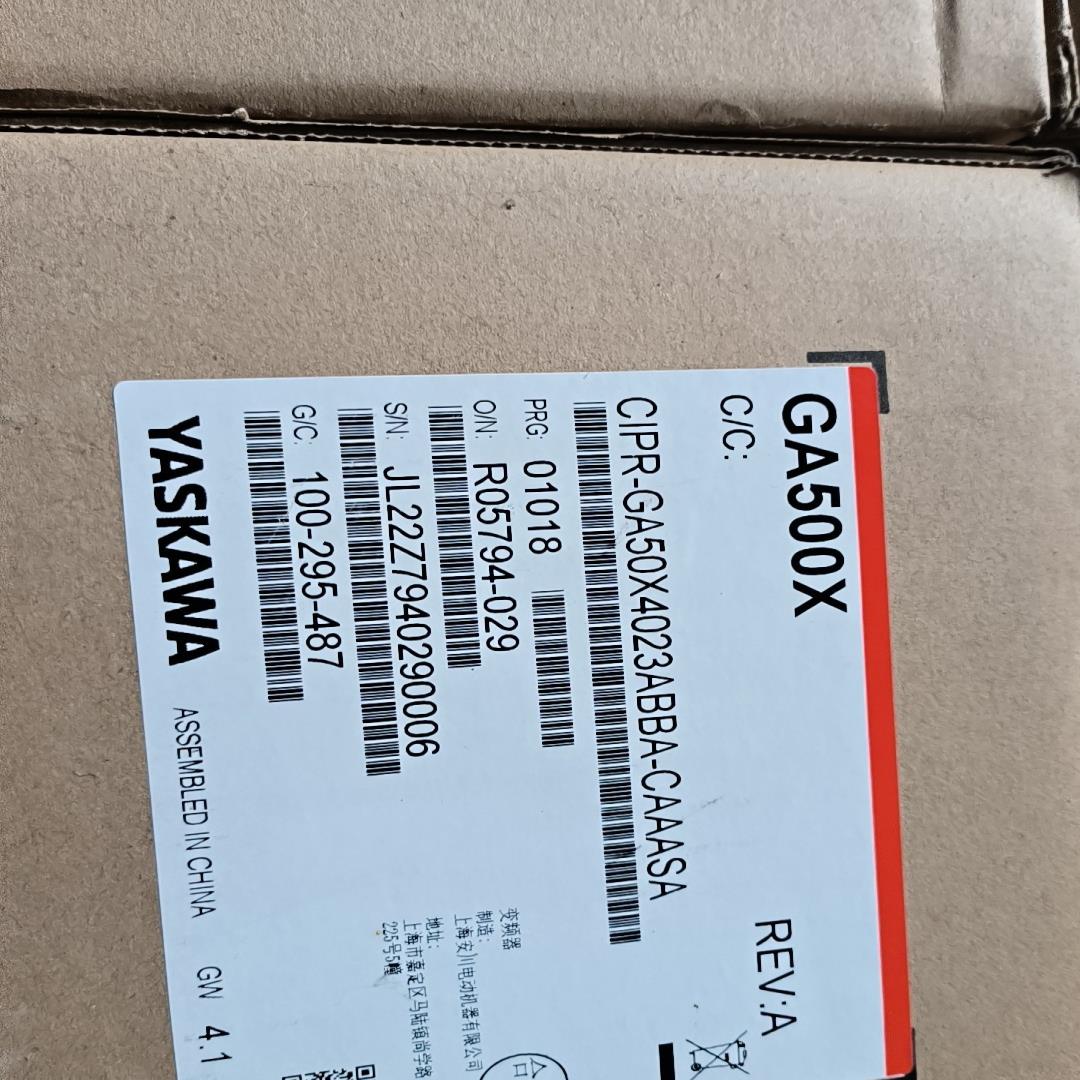 GA500X
C/C:
REV:A
CIPR-GA50X4023ABBA-CAAASA
PRG: 01018
O/N: R05794-029
S/N: JL22Z7940290006
G/C: 100-295-487
变频器
制造:
上海安川电动机器有限公司
地址:
上海市嘉定区马陆镇尚学路
225号5幢
合
YASKAWA ASSEMBLED IN CHINA GW 4.1